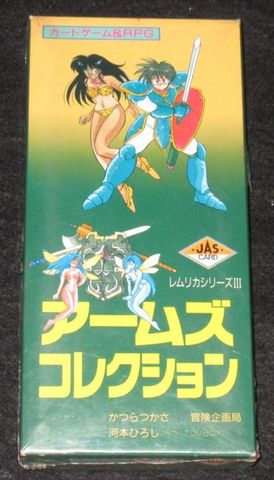 カードゲーム&RPG
JAS
CARD
レムリカシリーズIII
アームズ
コレクション
かつらつかさ 冒険企画局
河本ひろし